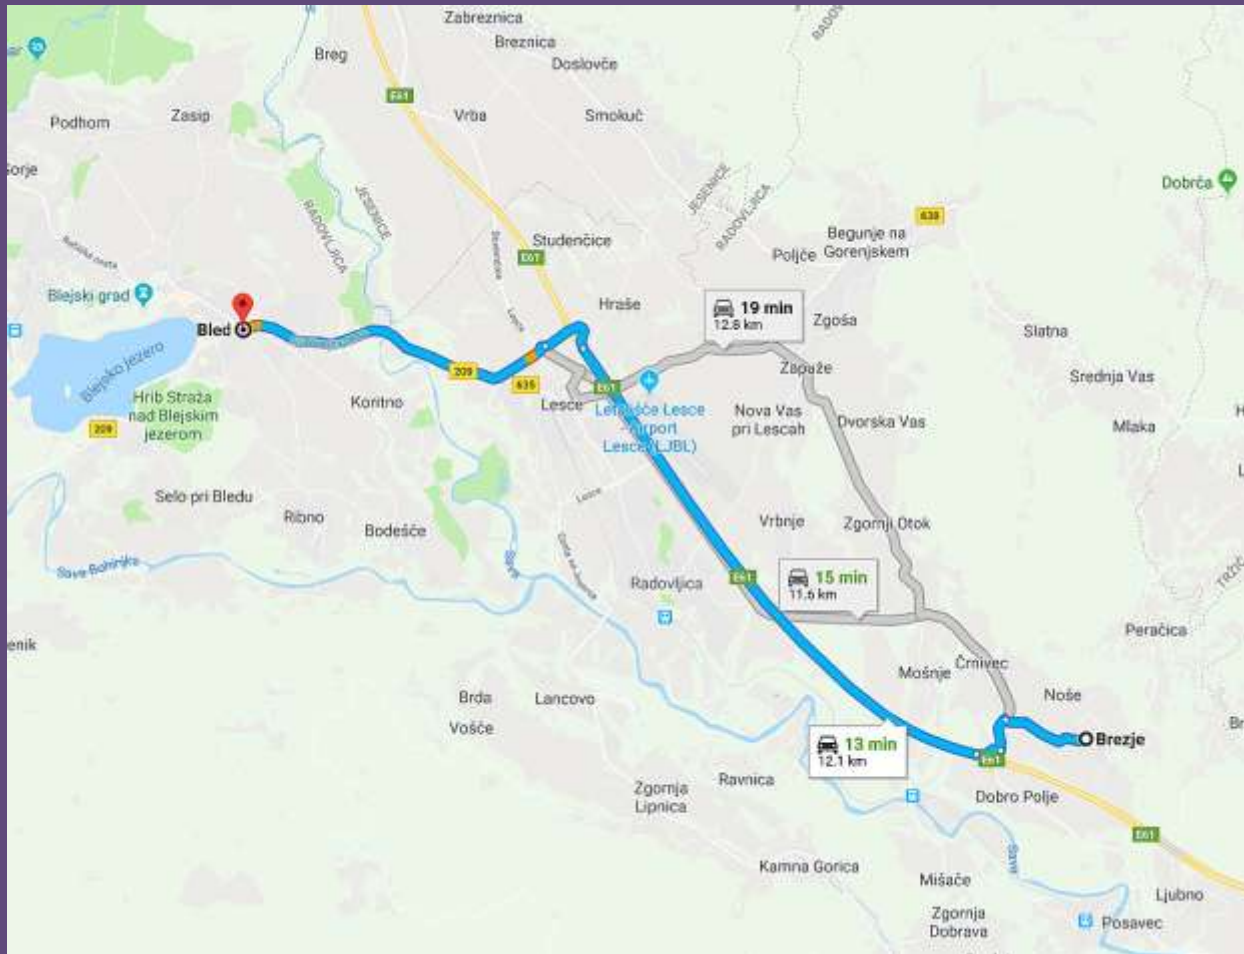 Zabreznica
Breznica
Doslovče
Breg
E61
Vrba
Smokuč
Podhom
Zasip
Gorje
JESENICE
RADOVLJICA
JESENICE
RADOVLJICA
Dobrča
638
Studenčice
Begunje na
Gorenjskem
Poljče
E61
Blejski grad
Hraše
19 min
12.8 km
Zgoša
Slatna
Bled
Lesce
Blejsko jezero
209
635
Zapuže
Srednja Vas
Hrib Straža
nad Blejskim
jezerom
Koritno
Lesce
E61
Letališče Lesce
Airport
Lesce (LJBL)
Nova Vas
pri Lescah
Dvorska Vas
Mlaka
209
Selo pri Bledu
Ribno
Bodešče
Lesce
Vrbnje
Zgornji Otok
Sava Bohinjka
Sava
Radovljica
E61
15 min
11.6 km
TRŽIČ
Peračica
Mošnje
Črnivec
Noše
Brda
Lancovo
Vošče
13 min
12.1 km
Brezje
E61
Ravnica
Zgornja
Lipnica
Dobro Polje
E61
Sava
Kamna Gorica
Mišače
Ljubno
Zgornja
Dobrava
Posavec